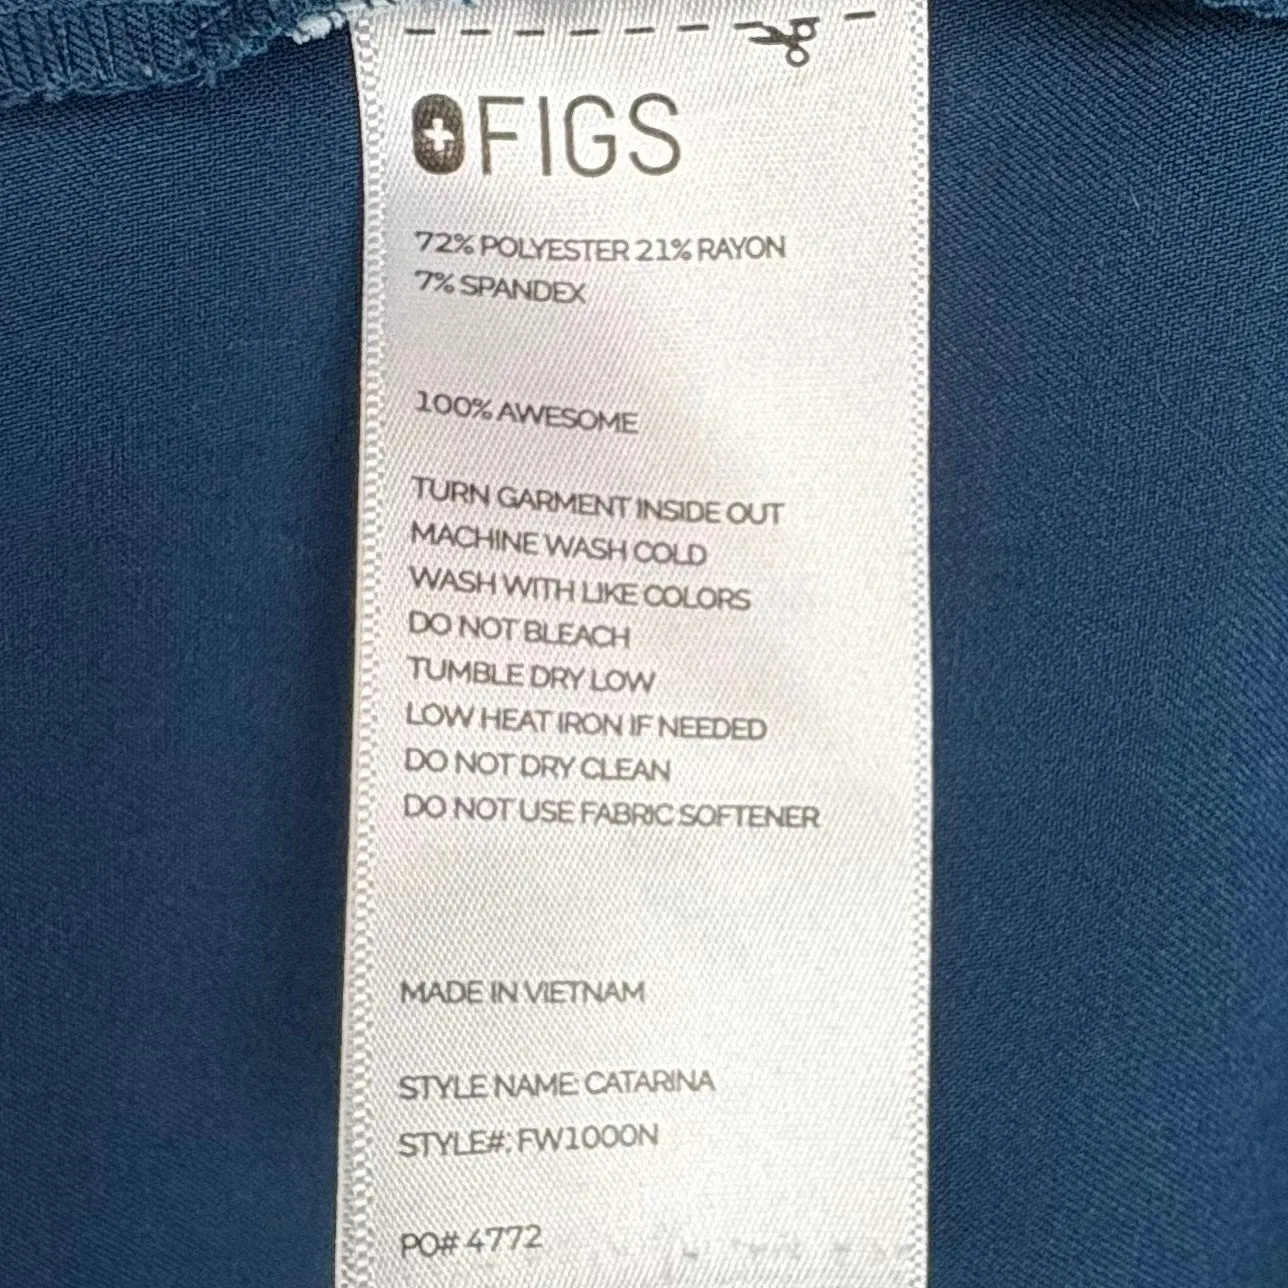 FIGS
72% POLYESTER 21% RAYON
7% SPANDEX
100% AWESOME
TURN GARMENT INSIDE OUT
MACHINE WASH COLD
WASH WITH LIKE COLORS
DO NOT BLEACH
TUMBLE DRY LOW
LOW HEAT IRON IF NEEDED
DO NOT DRY CLEAN
DO NOT USE FABRIC SOFTENER
MADE IN VIETNAM
STYLE NAME: CATARINA
STYLE#: FW1000N
PO# 4772